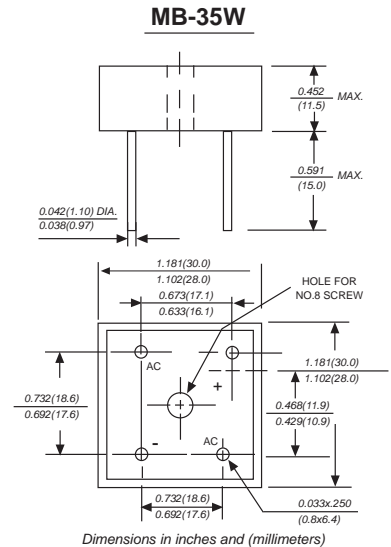 MB-35W
0.452
(11.5)
MAX.
0.591
(15.0)
MAX.
0.042(1.10) DIA.
0.038(0.97)
1.181(30.0)
1.102(28.0)
0.673(17.1)
0.633(16.1)
HOLE FOR
NO.8 SCREW
AC
+
1.181(30.0)
1.102(28.0)
0.732(18.6)
0.692(17.6)
0.468(11.9)
0.429(10.9)
-
AC
0.732(18.6)
0.692(17.6)
0.033x.250
(0.8x6.4)
Dimensions in inches and (millimeters)